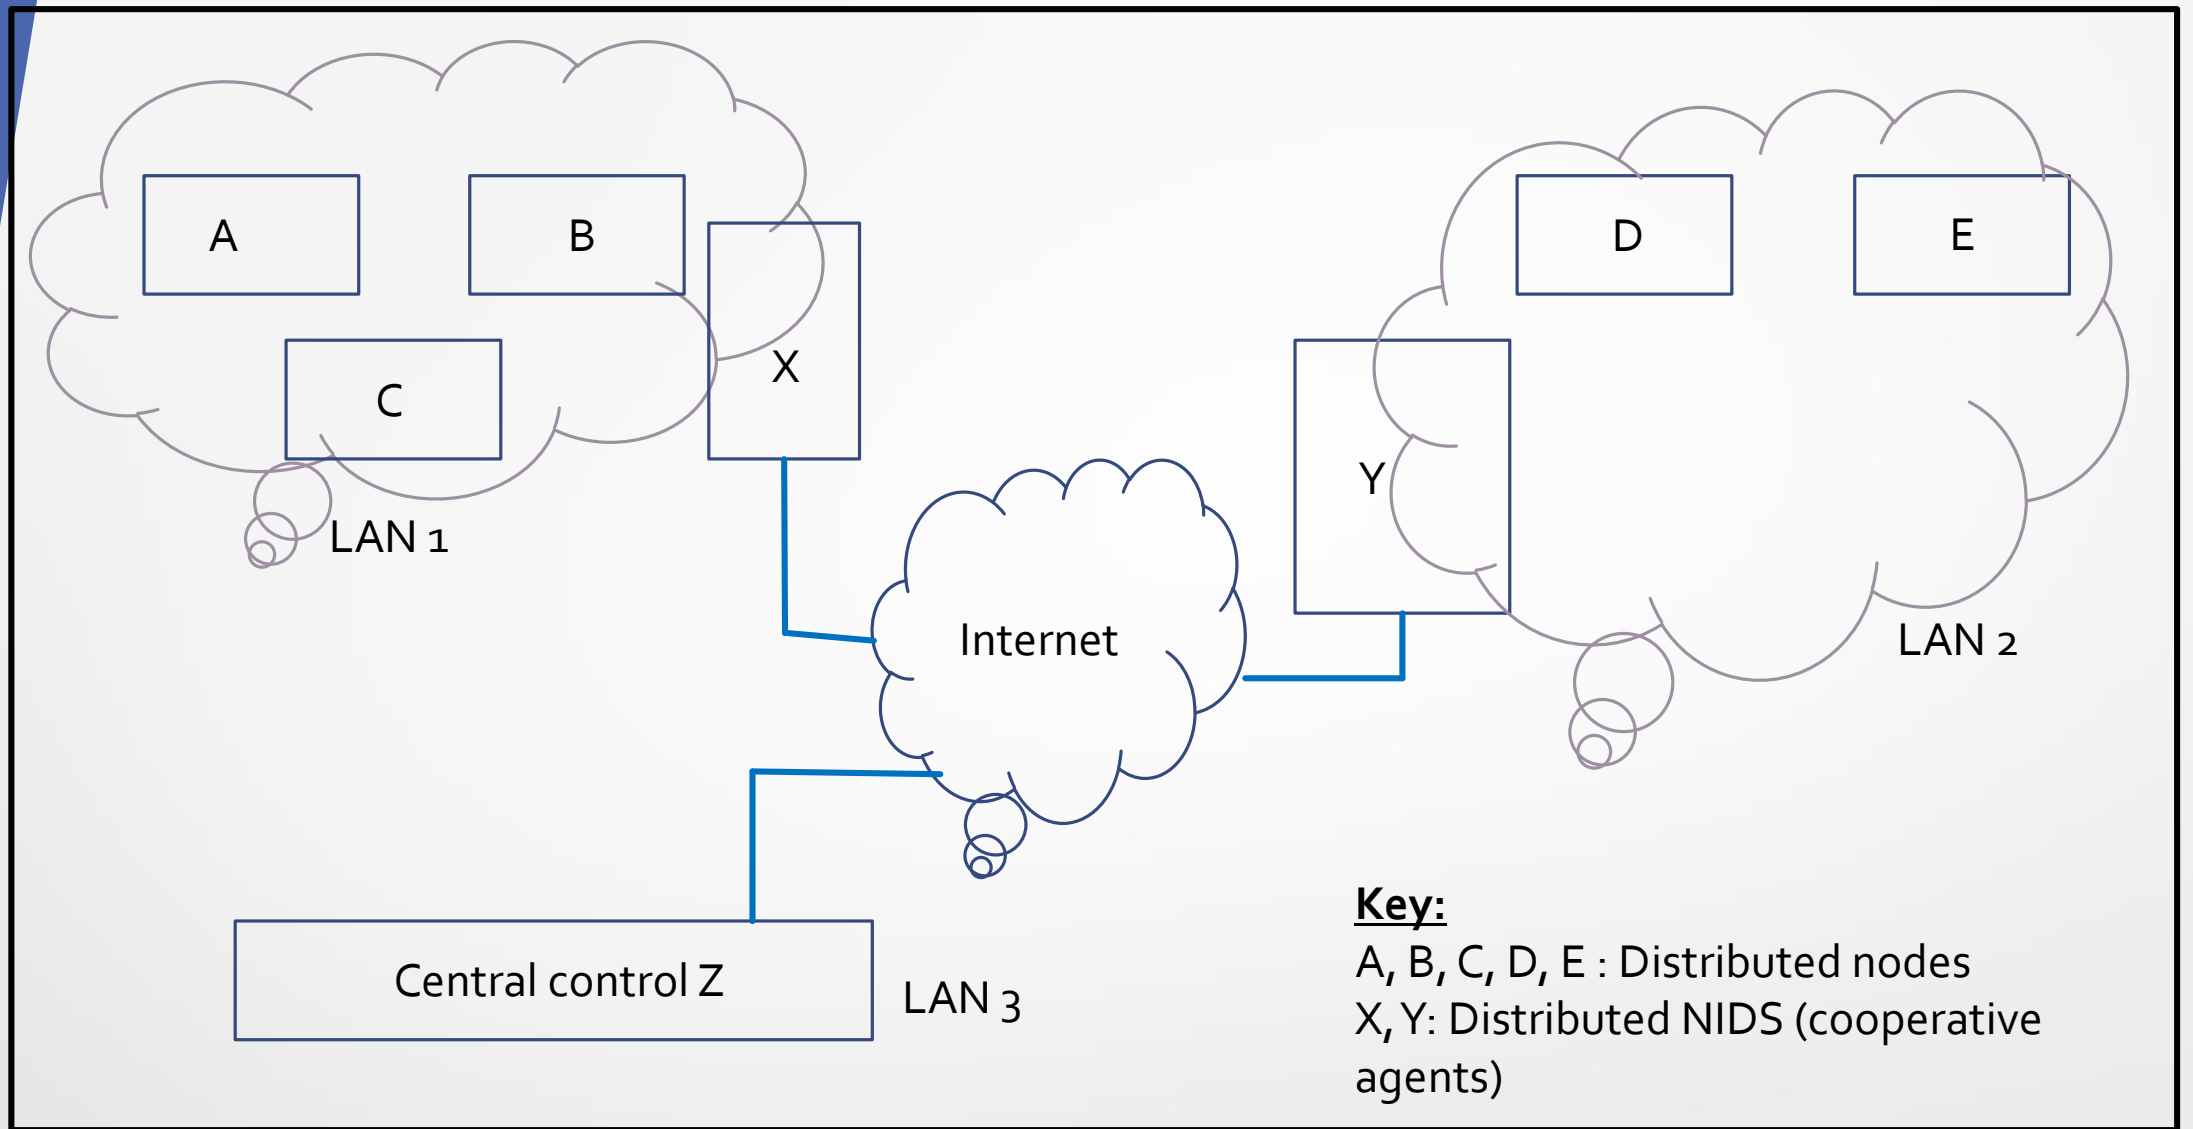 A
B
D
E
X
C
Y
LAN 1
Internet
LAN 2
Central control Z
LAN 3
Key:
A, B, C, D, E : Distributed nodes
X, Y: Distributed NIDS (cooperative
agents)